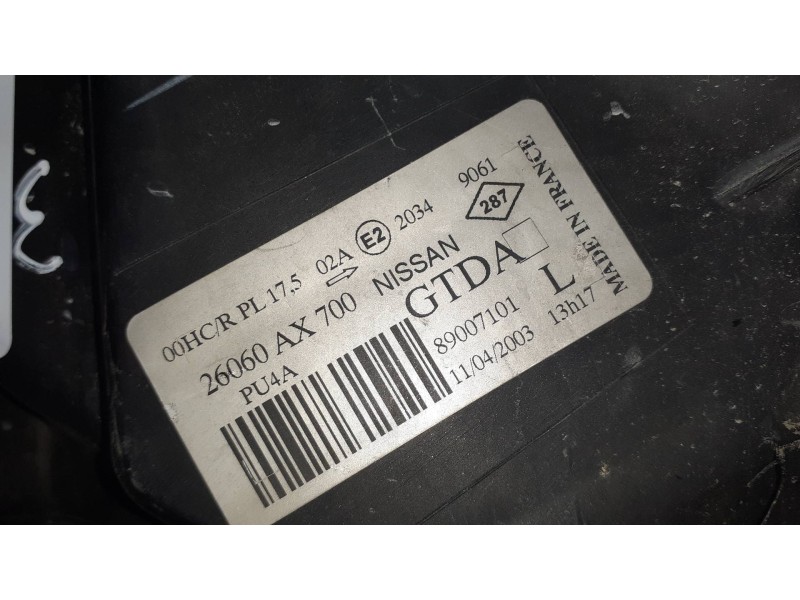 00HC/R PL 17,5 02A E2 2034 9061
26060 AX 700 NISSAN 287
PU4A GTDA MADE IN FRANCE
89007101 L
11/04/2003 13h17
3